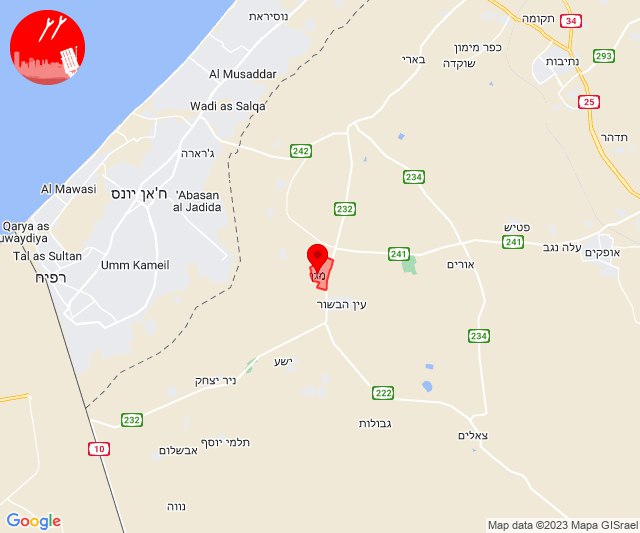 נוסיראת
תקומה
34
כפר מימון
שוקדה
בארי
נתיבות
293
Al Musaddar
25
Wadi as Salqa
תדהר
ג'רארה
242
234
Al Mawasi
ח'אן יונס
'Abasan
al Jadida
232
Qarya as
uwaydiya
פטיש
241
עלה נגב
241
אופקים
Tal as Sultan
Umm Kameil
אורים
רפיח
מגן
עין הבשור
234
ישע
ניר יצחק
222
232
גבולות
10
תלמי יוסף
אבשלום
צאלים
נווה
Google
Map data ©2023 Mapa GISrael